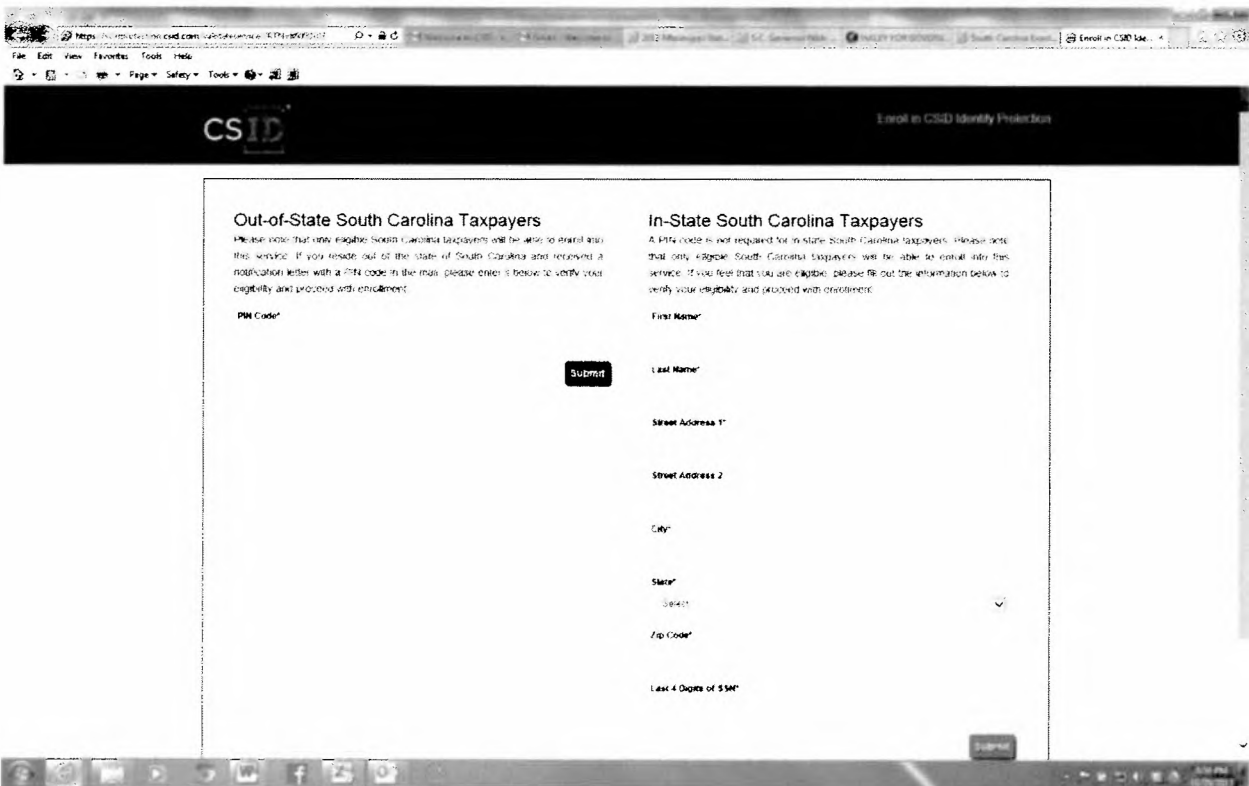 File Edit View Favorites Tools Help
Page Safety Tools
CSID
Enroll in CSID Identity Protection
Out-of-State South Carolina Taxpayers
Please note that only eligible South Carolina taxpayers will be able to enroll into
this service. If you reside out of the state of South Carolina and received a
notification letter with a PIN code in the mail, please enter it below to verify your
eligibility and proceed with enrollment.
PIN Code*
Submit
In-State South Carolina Taxpayers
A PIN code is not required for in-state South Carolina taxpayers. Please note
that only eligible South Carolina taxpayers will be able to enroll into this
service. If you feel that you are eligible, please fill out the information below to
verify your eligibility and proceed with enrollment.
First Name*
Last Name*
Street Address 1*
Street Address 2
City*
State*
Select
Zip Code*
Last 4 Digits of SSN*
Submit